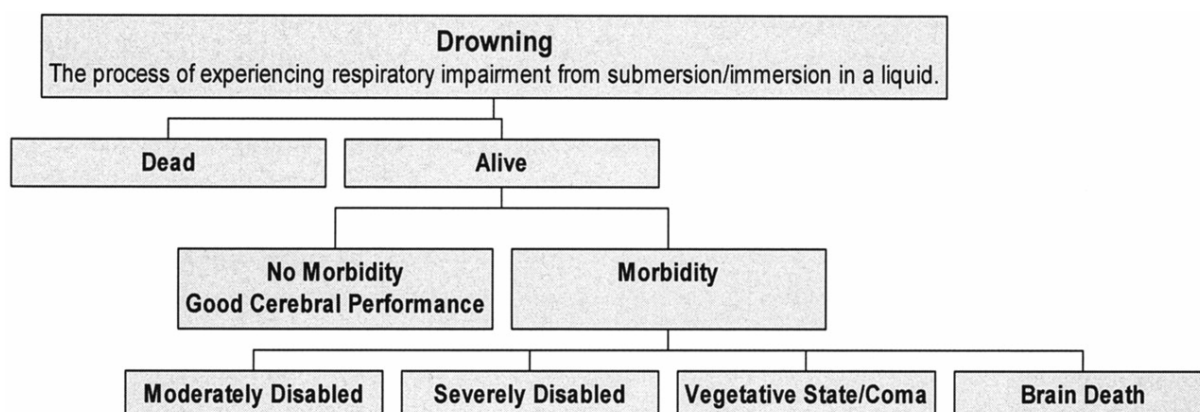 Drowning
The process of experiencing respiratory impairment from submersion/immersion in a liquid.
Dead
Alive
No Morbidity
Good Cerebral Performance
Morbidity
Moderately Disabled
Severely Disabled
Vegetative State/Coma
Brain Death